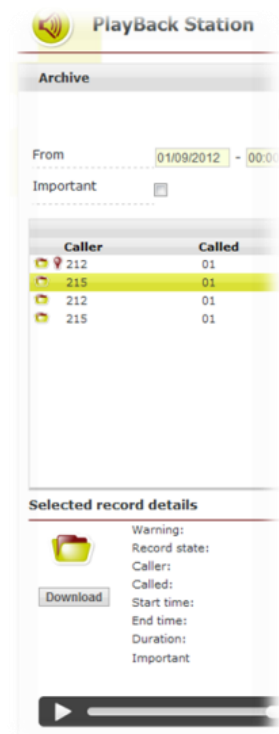 PlayBack Station
Archive
From 01/09/2012 - 00:00
Important
Caller Called
212 01
215 01
212 01
215 01
Selected record details
Warning:
Record state:
Caller:
Called:
Download
Start time:
End time:
Duration:
Important